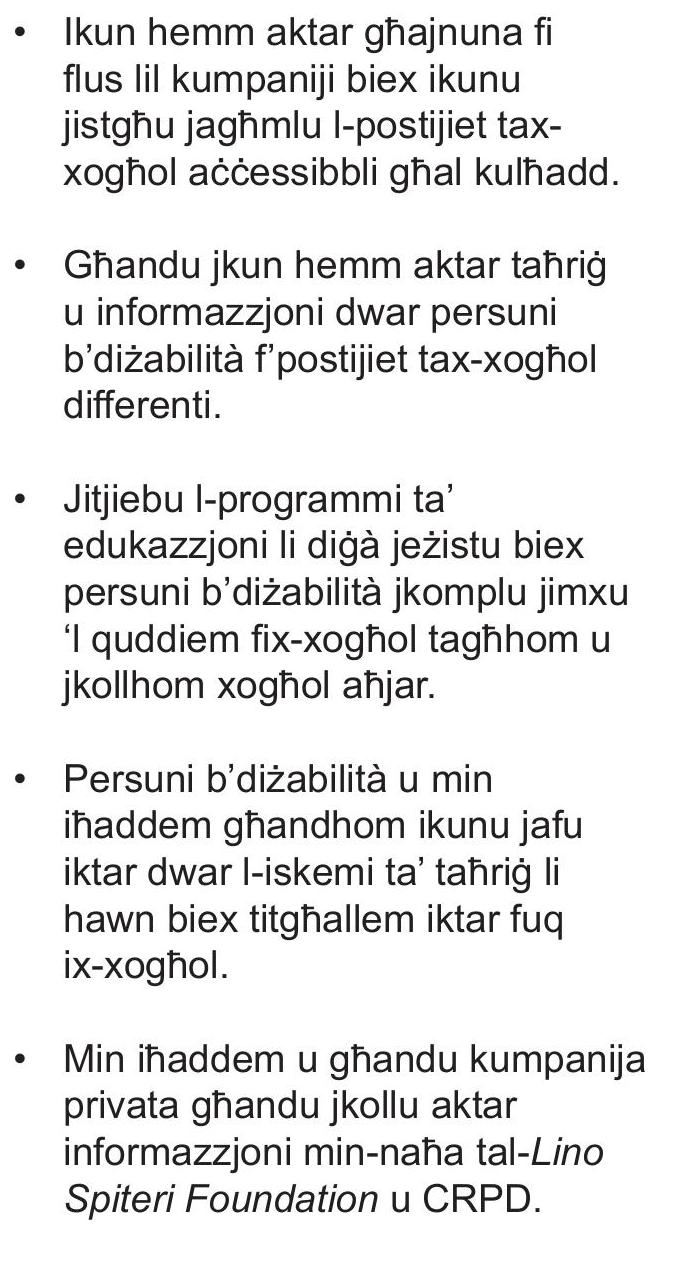 • Ikun hemm aktar għajnuna fi
flus lil kumpaniji biex ikunu
jistgħu jagħmlu l-postijiet tax-
xogħol aċċessibbli għal kulħadd.
• Għandu jkun hemm aktar taħriġ
u informazzjoni dwar persuni
b’diżabilità f’postijiet tax-xogħol
differenti.
• Jitjiebu l-programmi ta’
edukazzjoni li diġà jeżistu biex
persuni b’diżabilità jkomplu jimxu
‘l quddiem fix-xogħol tagħhom u
jkollhom xogħol aħjar.
• Persuni b’diżabilità u min
iħaddem għandhom ikunu jafu
iktar dwar l-iskemi ta’ taħriġ li
hawn biex titgħallem iktar fuq
ix-xogħol.
• Min iħaddem u għandu kumpanija
privata għandu jkollu aktar
informazzjoni min-naħa tal-Lino
Spiteri Foundation u CRPD.